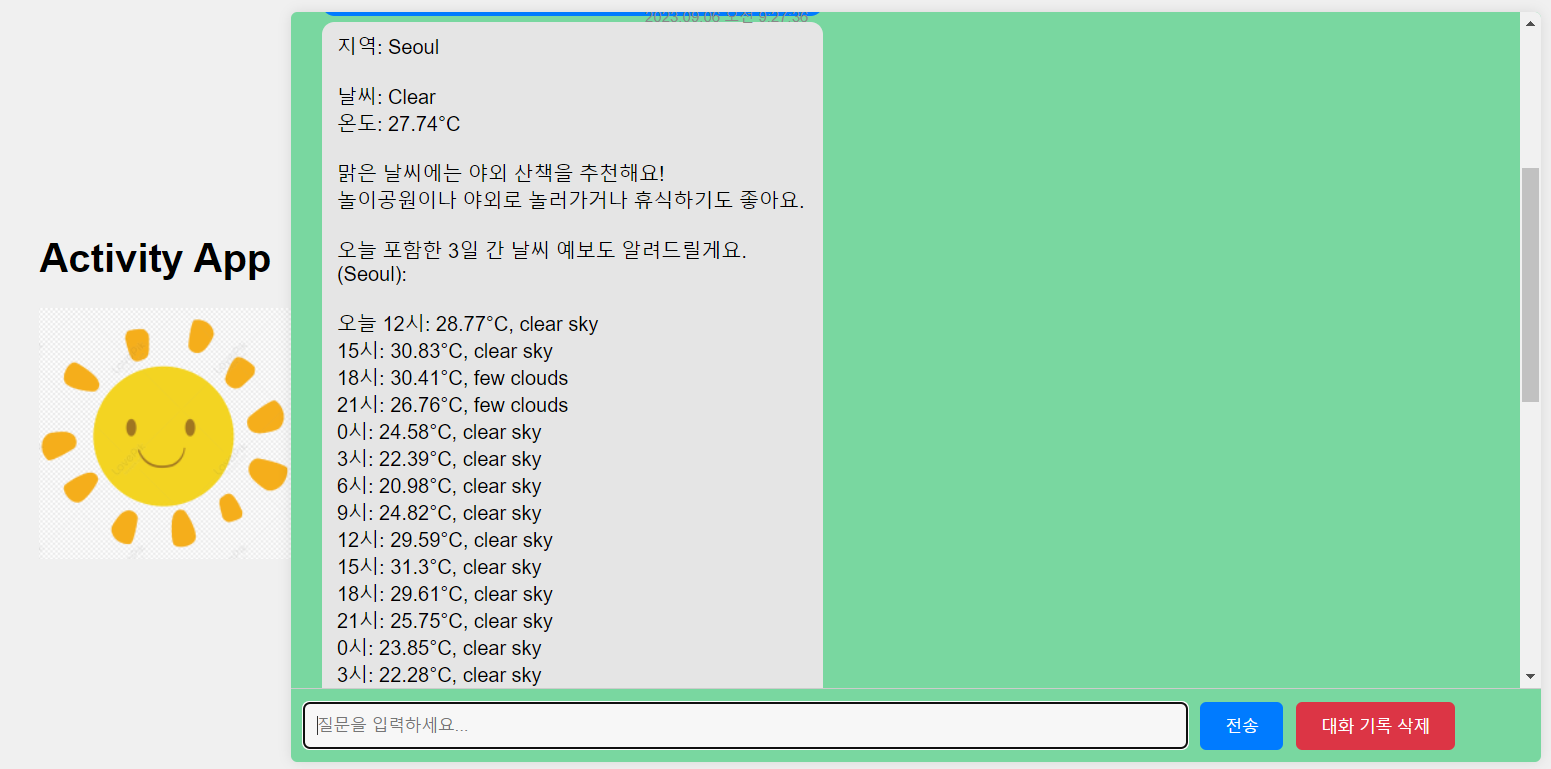 Activity App
2023.09.06 오전 9:27:36
지역: Seoul
날씨: Clear
온도: 27.74°C
맑은 날씨에는 야외 산책을 추천해요!
놀이공원이나 야외로 놀러가거나 휴식하기도 좋아요.
오늘 포함한 3일 간 날씨 예보도 알려드릴게요.
(Seoul):
오늘 12시: 28.77°C, clear sky
15시: 30.83°C, clear sky
18시: 30.41°C, few clouds
21시: 26.76°C, few clouds
0시: 24.58°C, clear sky
3시: 22.39°C, clear sky
6시: 20.98°C, clear sky
9시: 24.82°C, clear sky
12시: 29.59°C, clear sky
15시: 31.3°C, clear sky
18시: 29.61°C, clear sky
21시: 25.75°C, clear sky
0시: 23.85°C, clear sky
3시: 22.28°C, clear sky
질문을 입력하세요...
전송
대화 기록 삭제